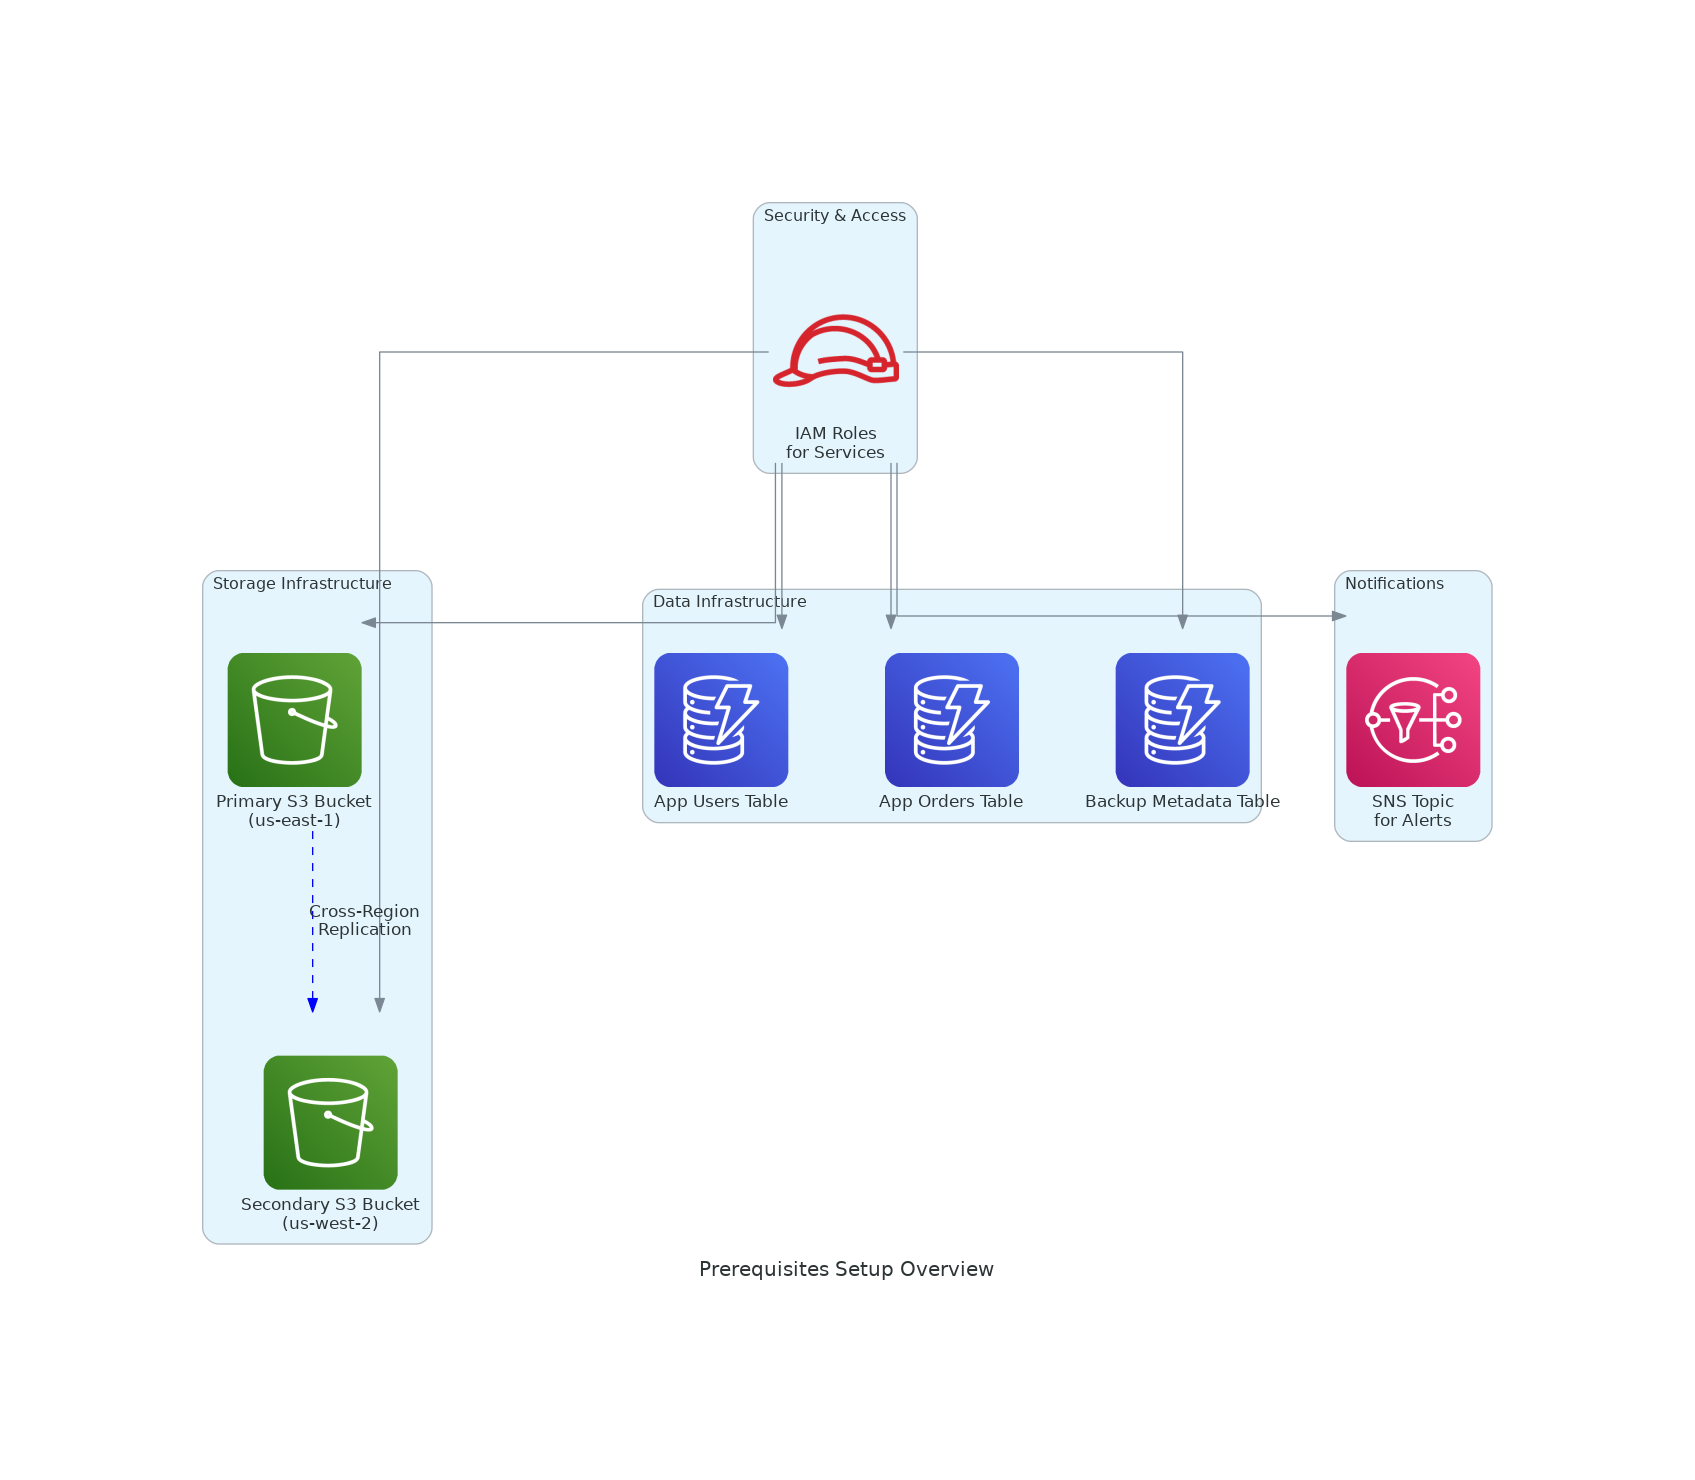 Security & Access
IAM Roles
for Services
Storage Infrastructure
Primary S3 Bucket
(us-east-1)
Cross-Region
Replication
Secondary S3 Bucket
(us-west-2)
Data Infrastructure
App Users Table
App Orders Table
Backup Metadata Table
Notifications
SNS Topic
for Alerts
Prerequisites Setup Overview